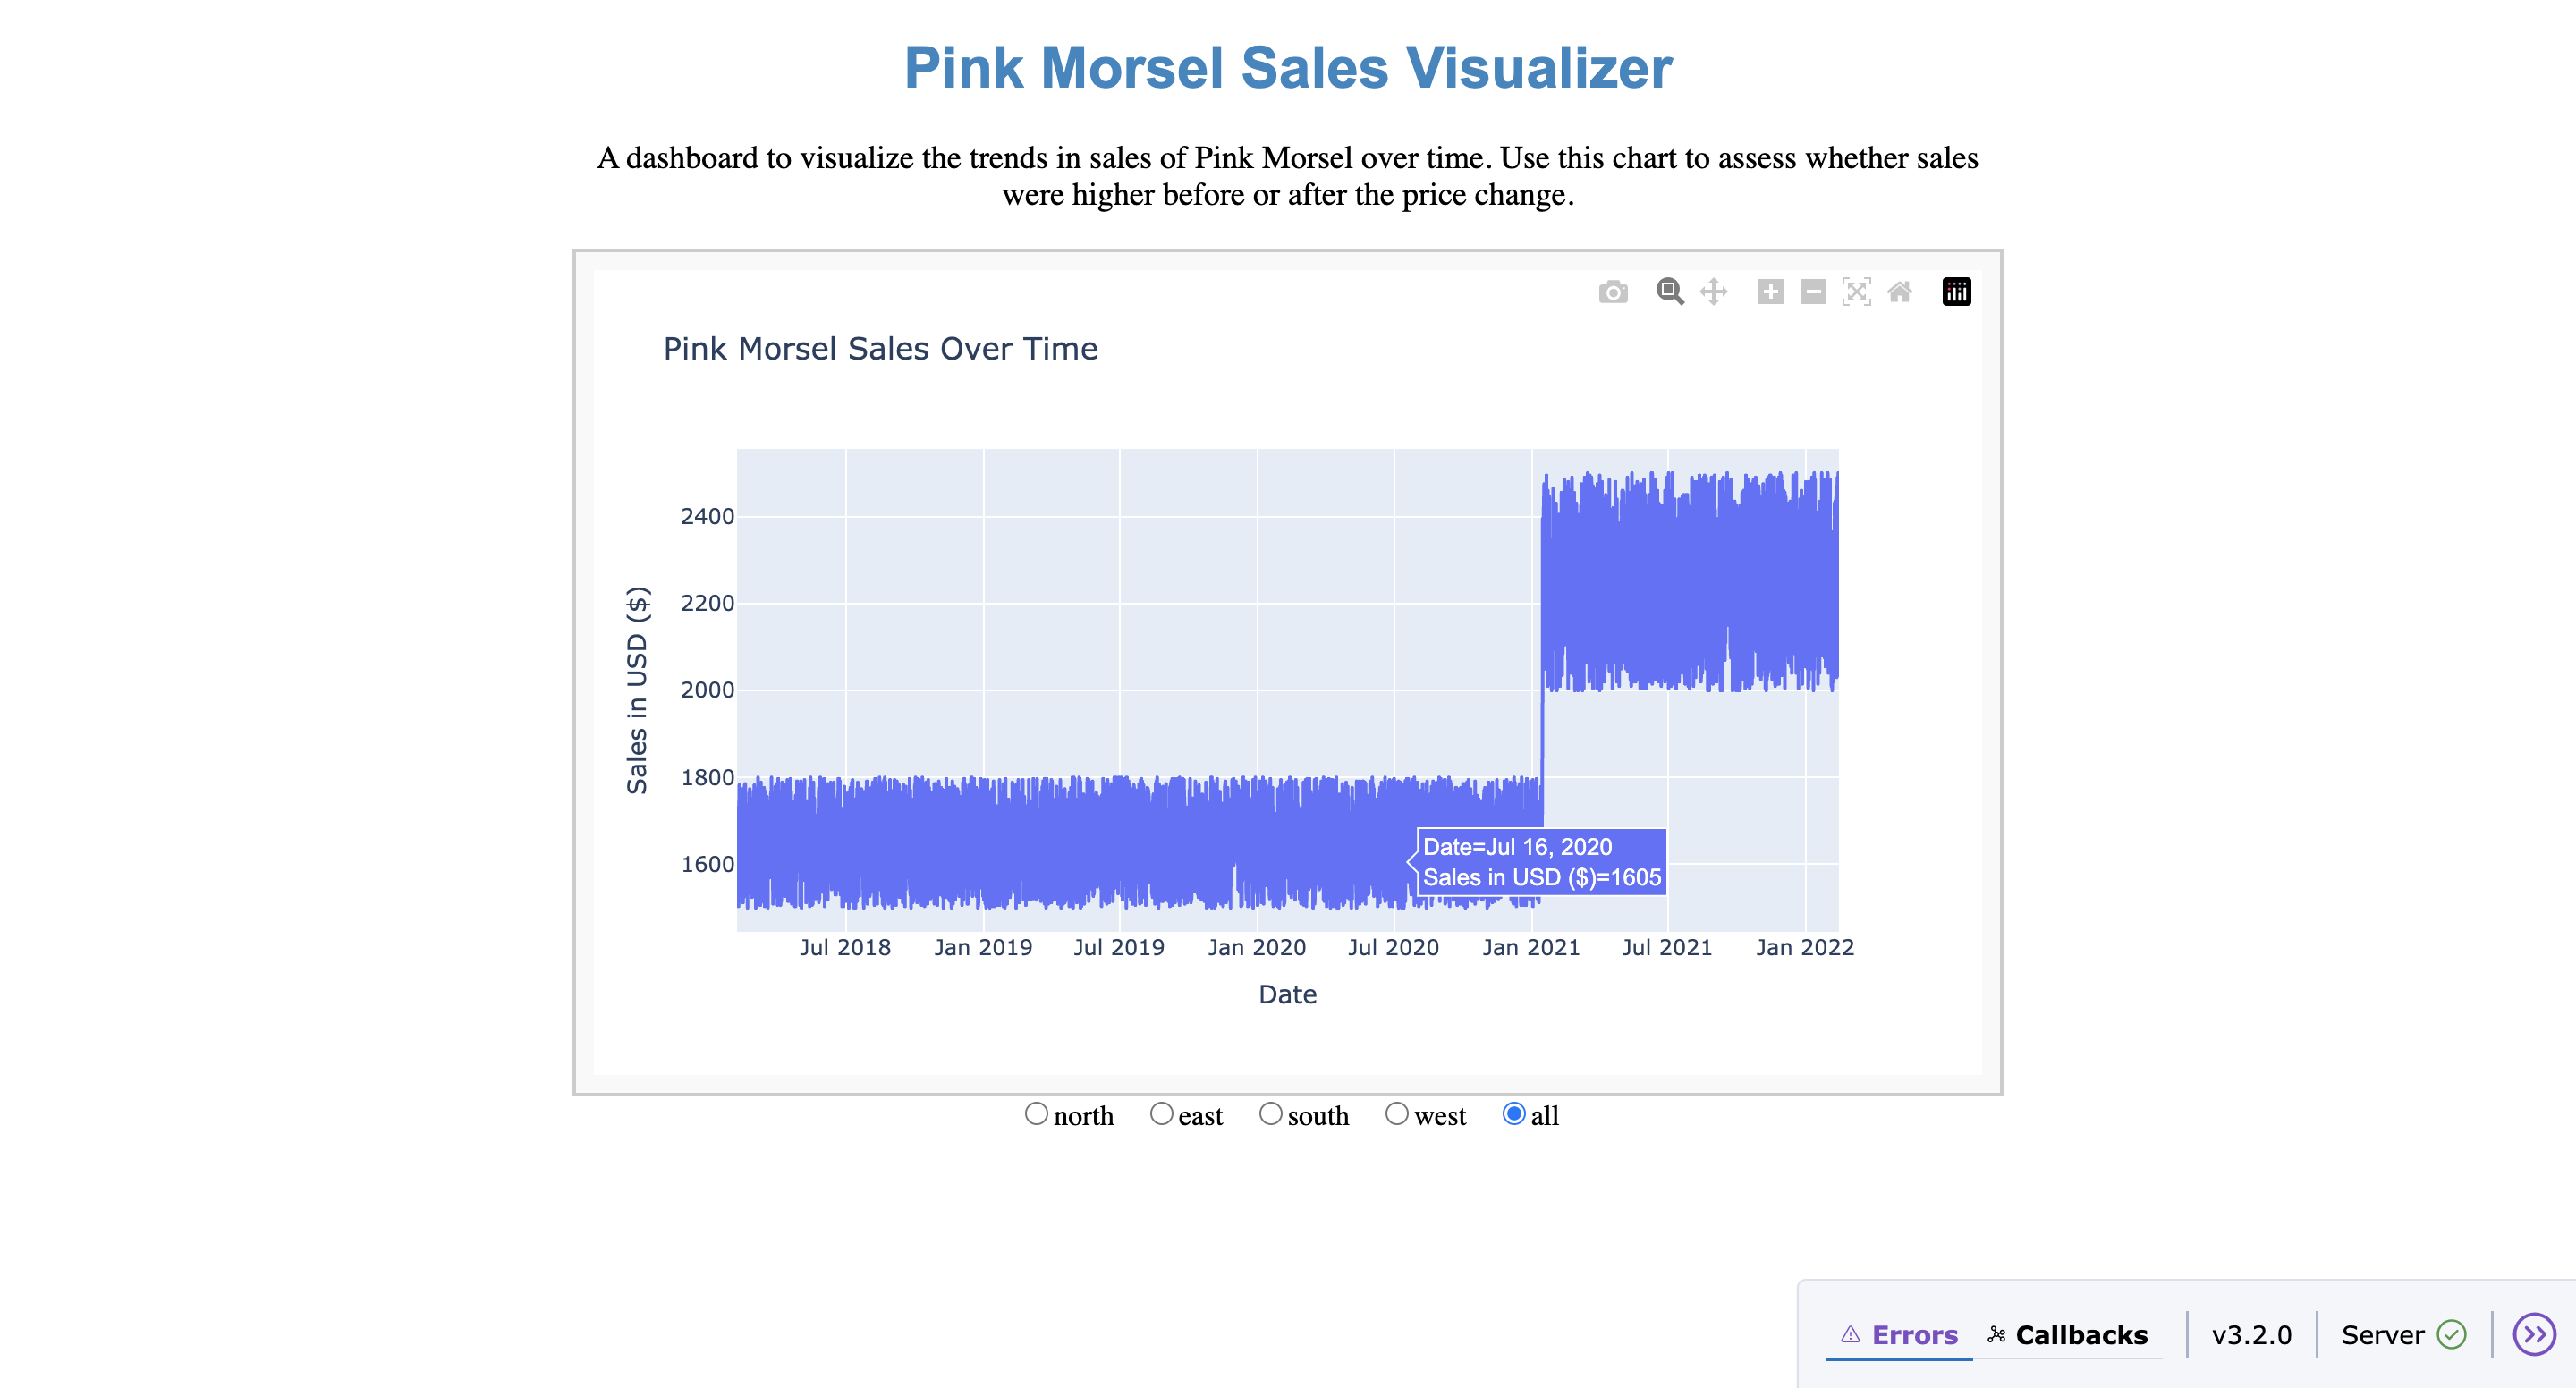 Pink Morsel Sales Visualizer
A dashboard to visualize the trends in sales of Pink Morsel over time. Use this chart to assess whether sales
were higher before or after the price change.
Pink Morsel Sales Over Time
2400
2200
2000
1800
1600
Sales in USD ($)
Date=Jul 16, 2020
Sales in USD ($)=1605
Jul 2018 Jan 2019 Jul 2019 Jan 2020 Jul 2020 Jan 2021 Jul 2021 Jan 2022
Date
north east south west all
Errors Callbacks v3.2.0 Server